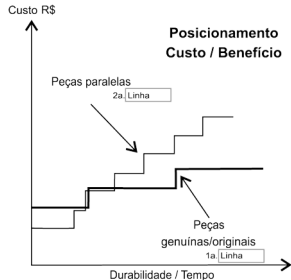 Custo R$
Posicionamento
Custo / Benefício
Peças paralelas
2a. Linha
Peças
genuínas/originais
1a. Linha
Durabilidade / Tempo